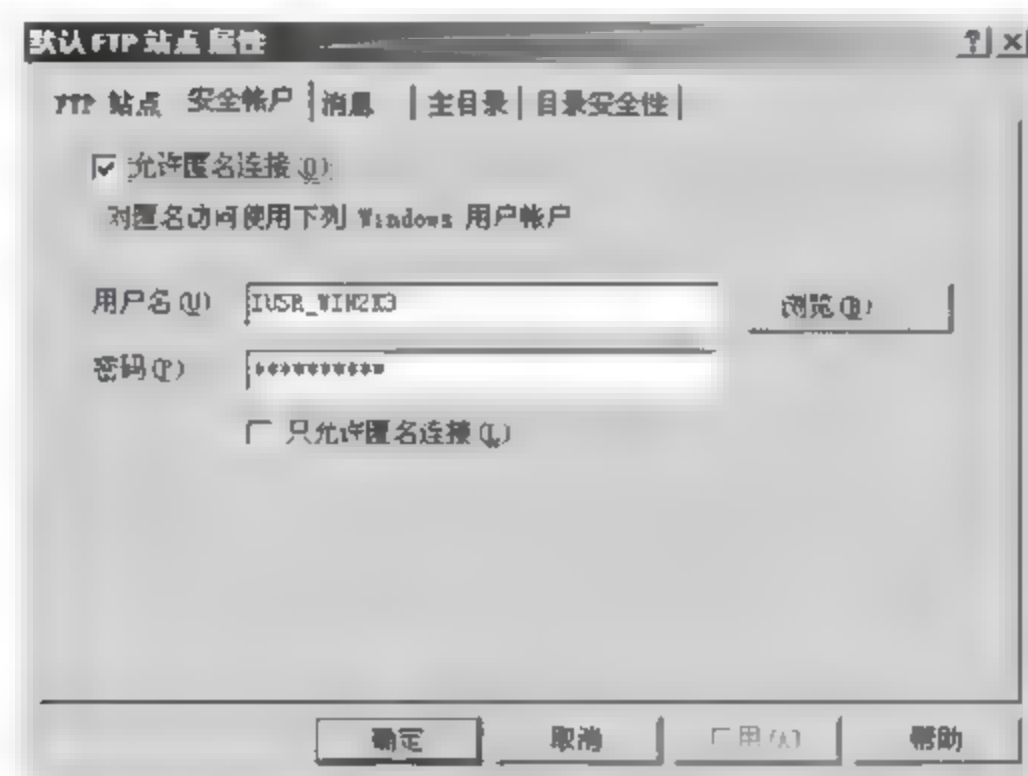 默认 FTP 站点 属性
FTP 站点 安全帐户 消息 主目录 目录安全性
允许匿名连接(O)
对匿名访问使用下列 Windows 用户帐户
用户名(U) IUSR_WIN2K3 浏览(B)
密码(P) **********
只允许匿名连接(L)
确定 取消 应用(A) 帮助